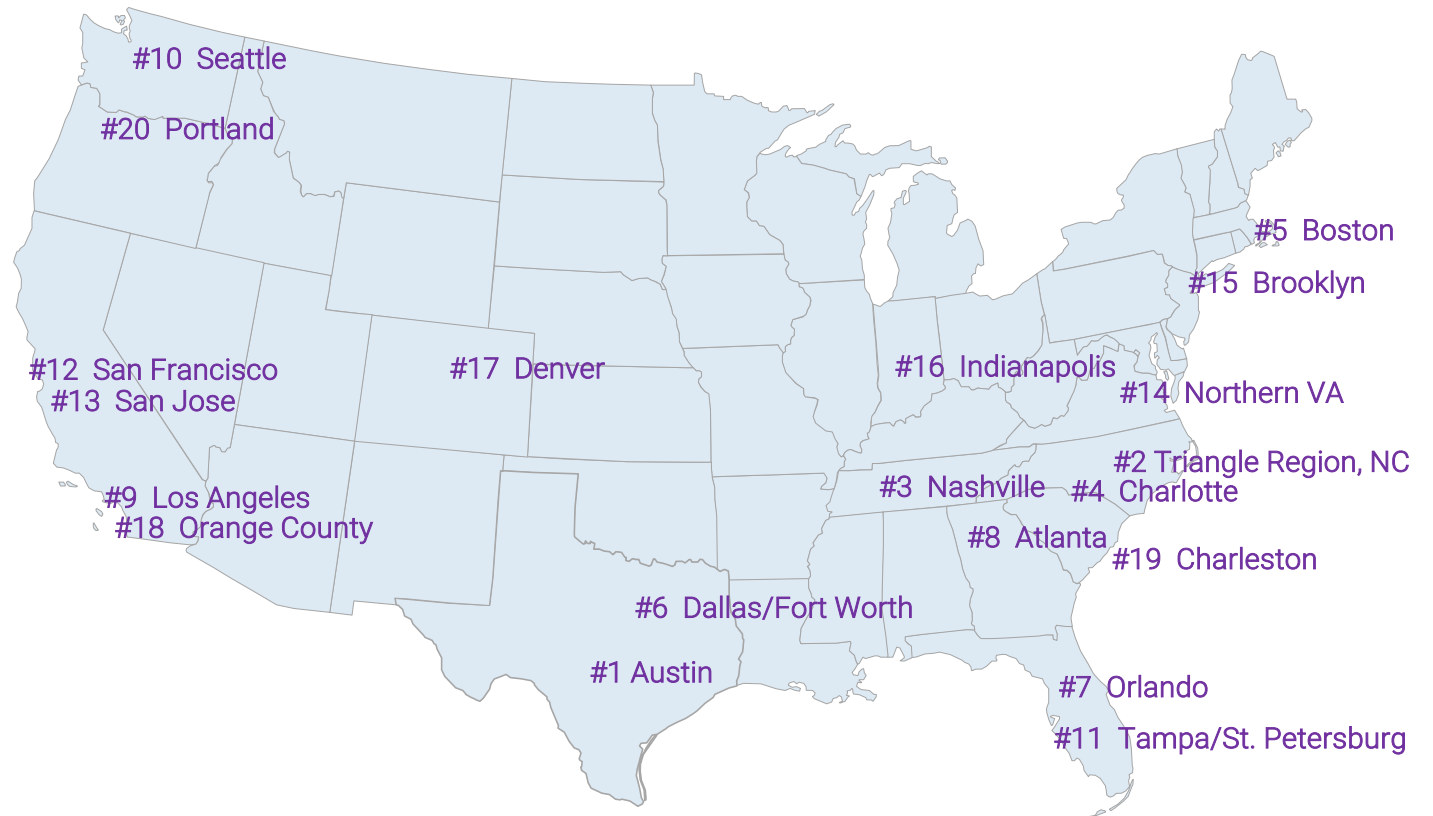 #10 Seattle
#20 Portland
#5 Boston
#15 Brooklyn
#12 San Francisco
#17 Denver
#16 Indianapolis
#13 San Jose
#14 Northern VA
#2 Triangle Region, NC
#3 Nashville
#4 Charlotte
#9 Los Angeles
#18 Orange County
#8 Atlanta
#19 Charleston
#6 Dallas/Fort Worth
#1 Austin
#7 Orlando
#11 Tampa/St. Petersburg